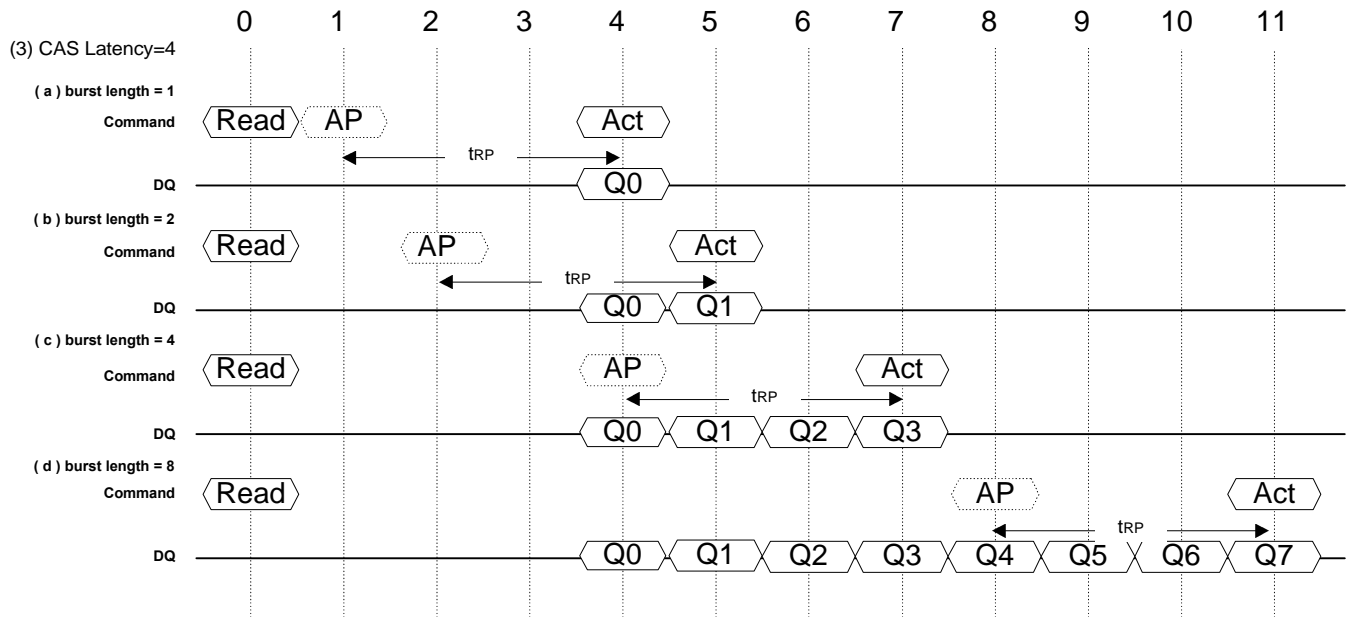 0 1 2 3 4 5 6 7 8 9 10 11
(3) CAS Latency=4
( a ) burst length = 1
Command Read AP Act
tRP
DQ Q0
( b ) burst length = 2
Command Read AP Act
tRP
DQ Q0 Q1
( c ) burst length = 4
Command Read AP Act
tRP
DQ Q0 Q1 Q2 Q3
( d ) burst length = 8
Command Read AP Act
tRP
DQ Q0 Q1 Q2 Q3 Q4 Q5 Q6 Q7